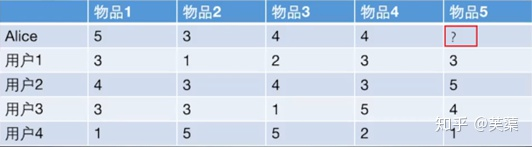 物品1 物品2 物品3 物品4 物品5
Alice 5 3 4 4 ?
用户1 3 1 2 3 3
用户2 4 3 4 3 5
用户3 3 3 1 5 4
用户4 1 5 5 2 1
知乎 @芙蕖